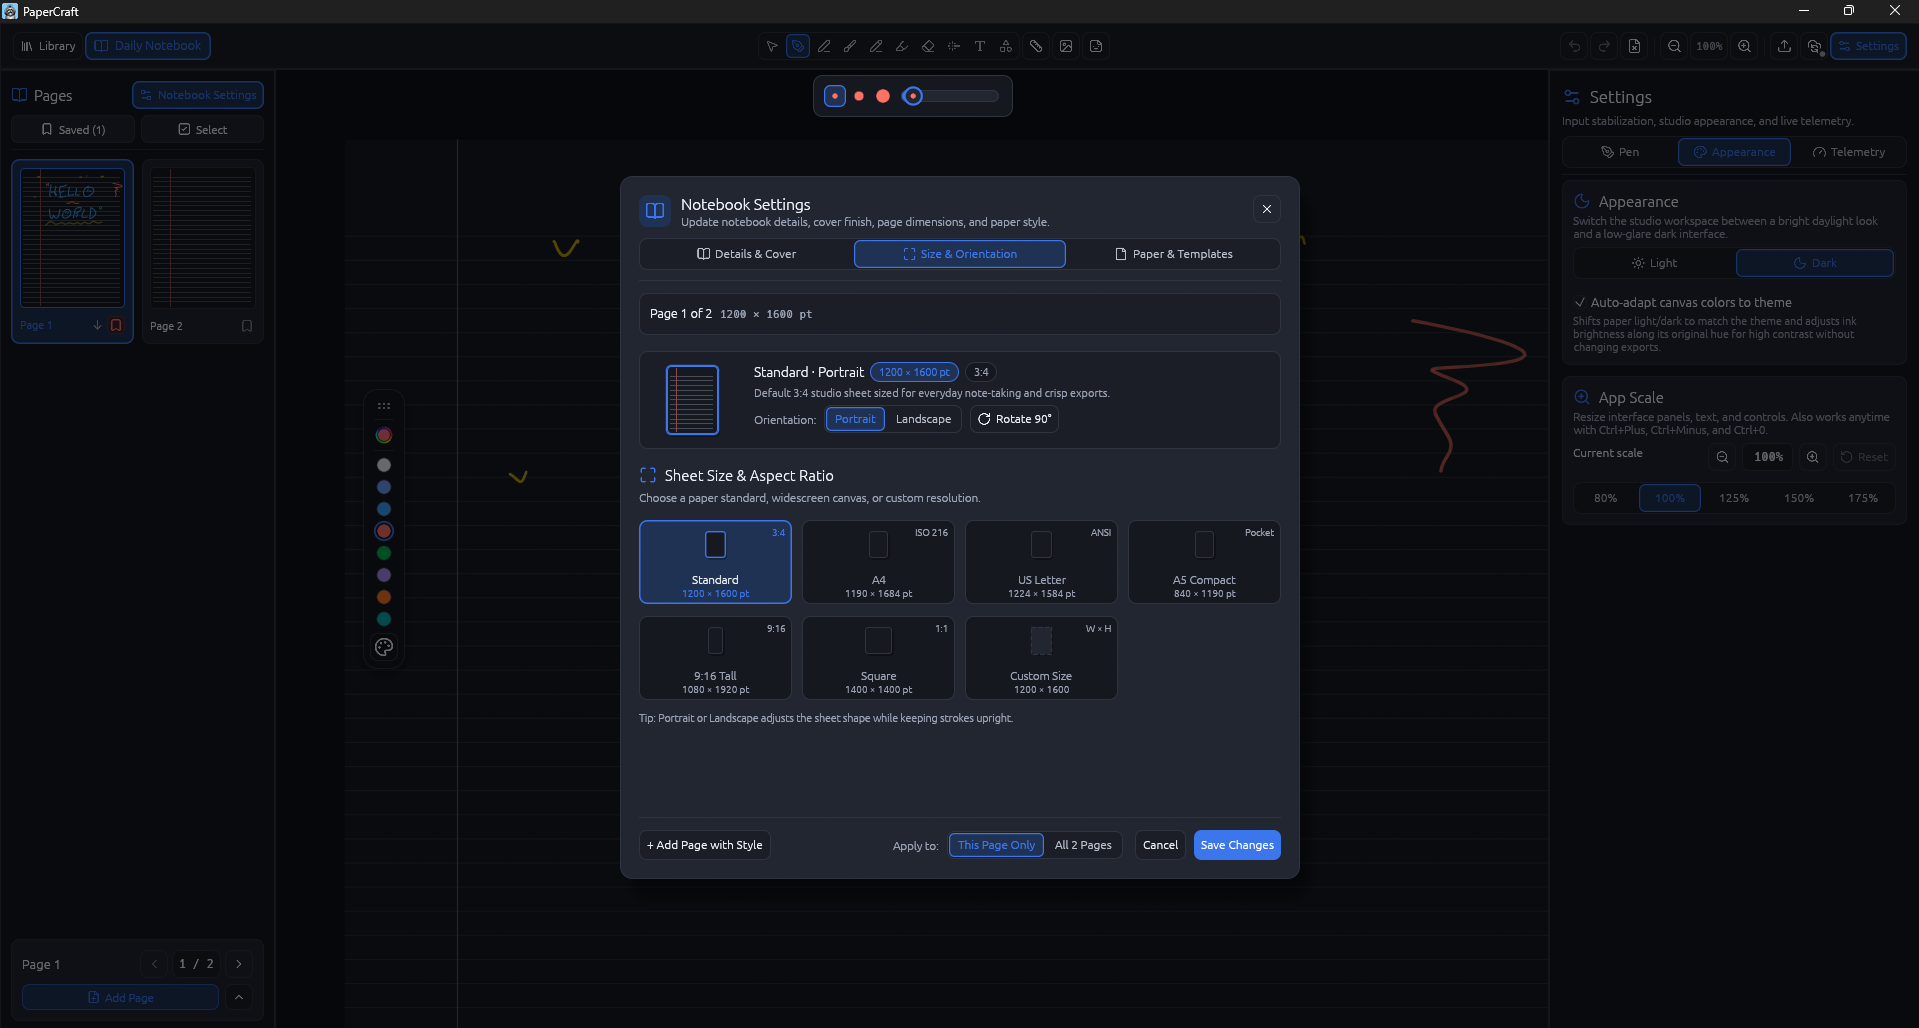 PaperCraft
Library
Daily Notebook
100%
Settings
Pages
Notebook Settings
Saved (1)
Select
"HELLO
WORLD"
Page 1
Page 2
Page 1
1 / 2
Add Page
Notebook Settings
Update notebook details, cover finish, page dimensions, and paper style.
Details & Cover
Size & Orientation
Paper & Templates
Page 1 of 2 1200 × 1600 pt
Standard · Portrait 1200 × 1600 pt 3:4
Default 3:4 studio sheet sized for everyday note-taking and crisp exports.
Orientation: Portrait Landscape Rotate 90°
Sheet Size & Aspect Ratio
Choose a paper standard, widescreen canvas, or custom resolution.
3:4
Standard
1200 × 1600 pt
ISO 216
A4
1190 × 1684 pt
ANSI
US Letter
1224 × 1584 pt
Pocket
A5 Compact
840 × 1190 pt
9:16
9:16 Tall
1080 × 1920 pt
1:1
Square
1400 × 1400 pt
W × H
Custom Size
1200 × 1600
Tip: Portrait or Landscape adjusts the sheet shape while keeping strokes upright.
+ Add Page with Style
Apply to: This Page Only All 2 Pages
Cancel
Save Changes
Settings
Input stabilization, studio appearance, and live telemetry.
Pen
Appearance
Telemetry
Appearance
Switch the studio workspace between a bright daylight look
and a low-glare dark interface.
Light
Dark
Auto-adapt canvas colors to theme
Shifts paper light/dark to match the theme and adjusts ink
brightness along its original hue for high contrast without
changing exports.
App Scale
Resize interface panels, text, and controls. Also works anytime
with Ctrl+Plus, Ctrl+Minus, and Ctrl+0.
Current scale
100%
Reset
80% 100% 125% 150% 175%